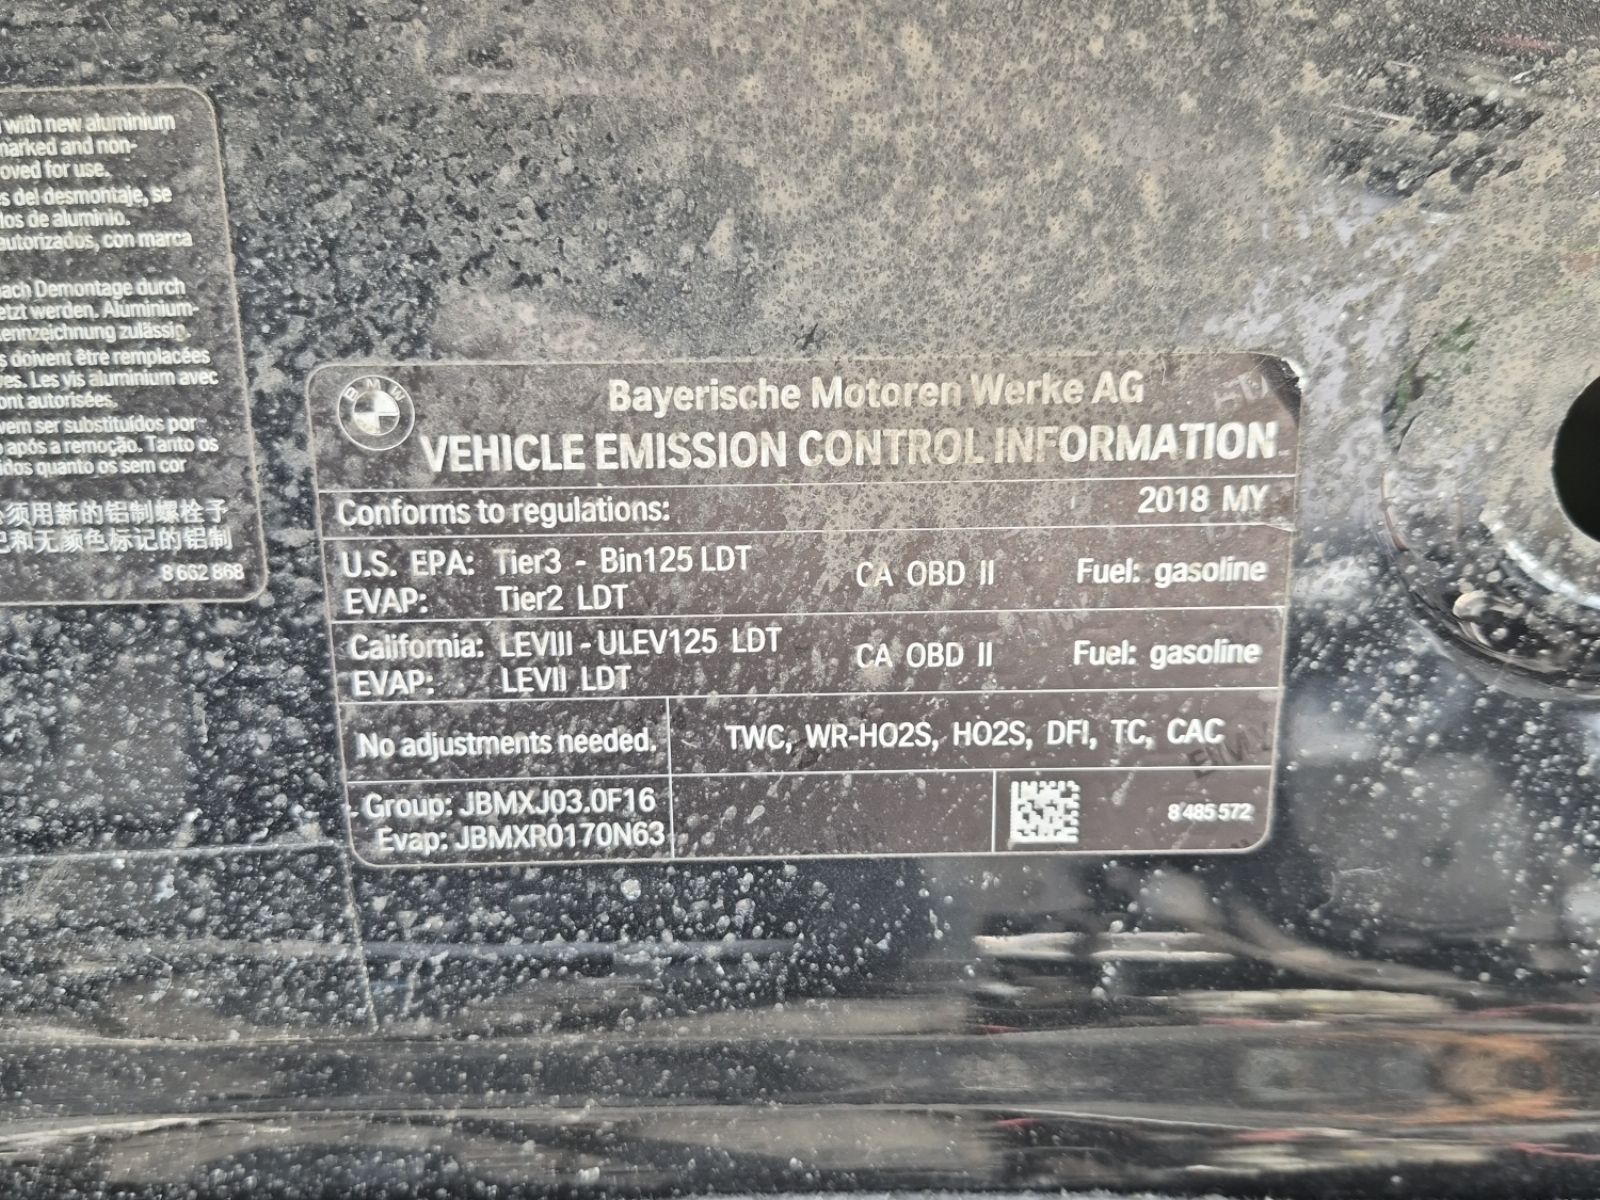 with new aluminium
marked and non-
oved for use.
s del desmontaje, se
los de aluminio.
autorizados, con marca
nach Demontage durch
etzt werden. Aluminium-
ennzeichnung zulässig.
s doivent être remplacées
ves. Les vis aluminium avec
ont autorisées.
vem ser substituídos por
após a remoção. Tanto os
idos quanto os sem cor
必须用新的铝制螺栓予
记和无颜色标记的铝制
8 662 868
BMW
Bayerische Motoren Werke AG
VEHICLE EMISSION CONTROL INFORMATION
Conforms to regulations: 2018 MY
U.S. EPA: Tier3 - Bin125 LDT CA OBD II Fuel: gasoline
EVAP: Tier2 LDT
California: LEVIII - ULEV125 LDT CA OBD II Fuel: gasoline
EVAP: LEVII LDT
No adjustments needed. TWC, WR-HO2S, HO2S, DFI, TC, CAC
Group: JBMXJ03.0F16
Evap: JBMXR0170N63
8 485 572